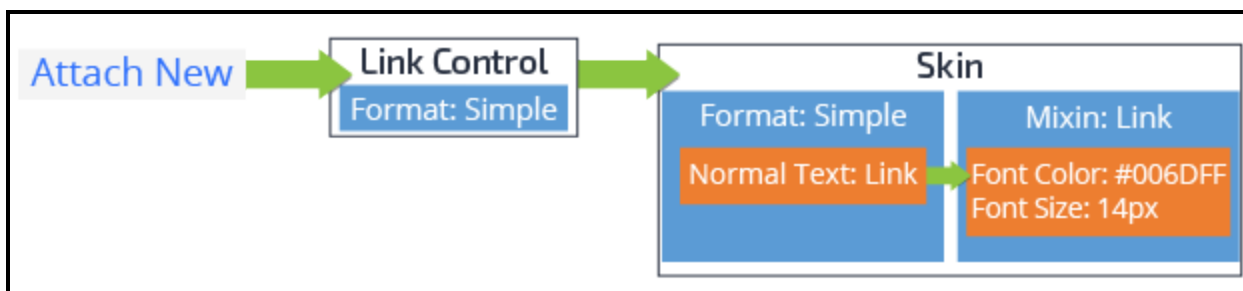 Attach New
Link Control
Format: Simple
Skin
Format: Simple
Normal Text: Link
Mixin: Link
Font Color: #006DFF
Font Size: 14px